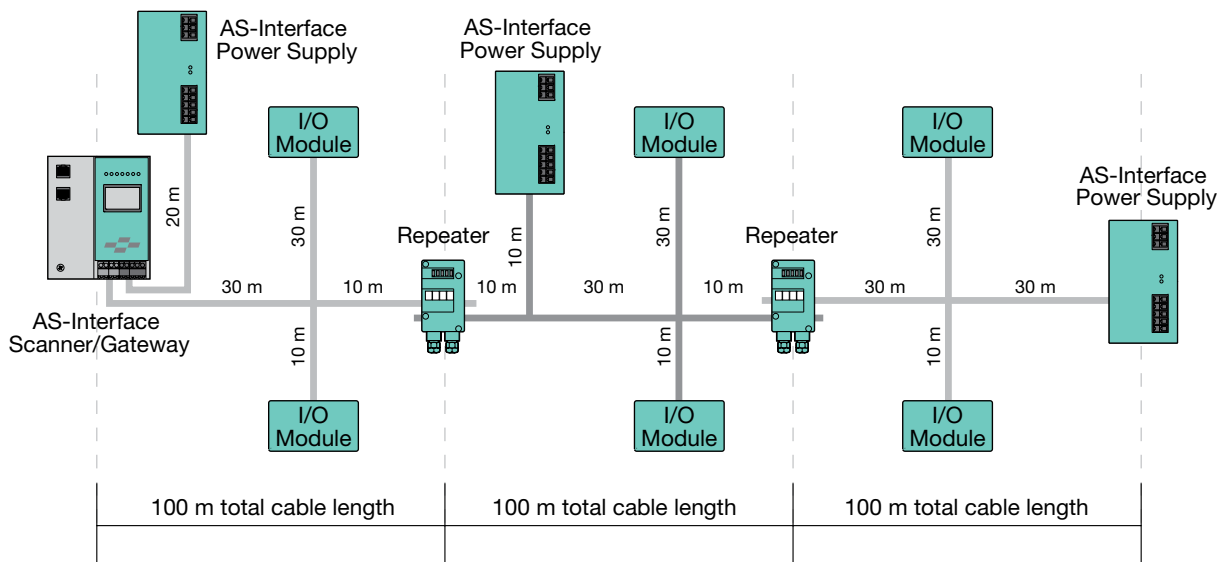 AS-Interface
Power Supply
AS-Interface
Power Supply
I/O
Module
I/O
Module
I/O
Module
AS-Interface
Power Supply
20 m
30 m
10 m
30 m
30 m
Repeater
Repeater
30 m
10 m
10 m
30 m
10 m
30 m
30 m
AS-Interface
Scanner/Gateway
10 m
10 m
10 m
I/O
Module
I/O
Module
I/O
Module
100 m total cable length
100 m total cable length
100 m total cable length